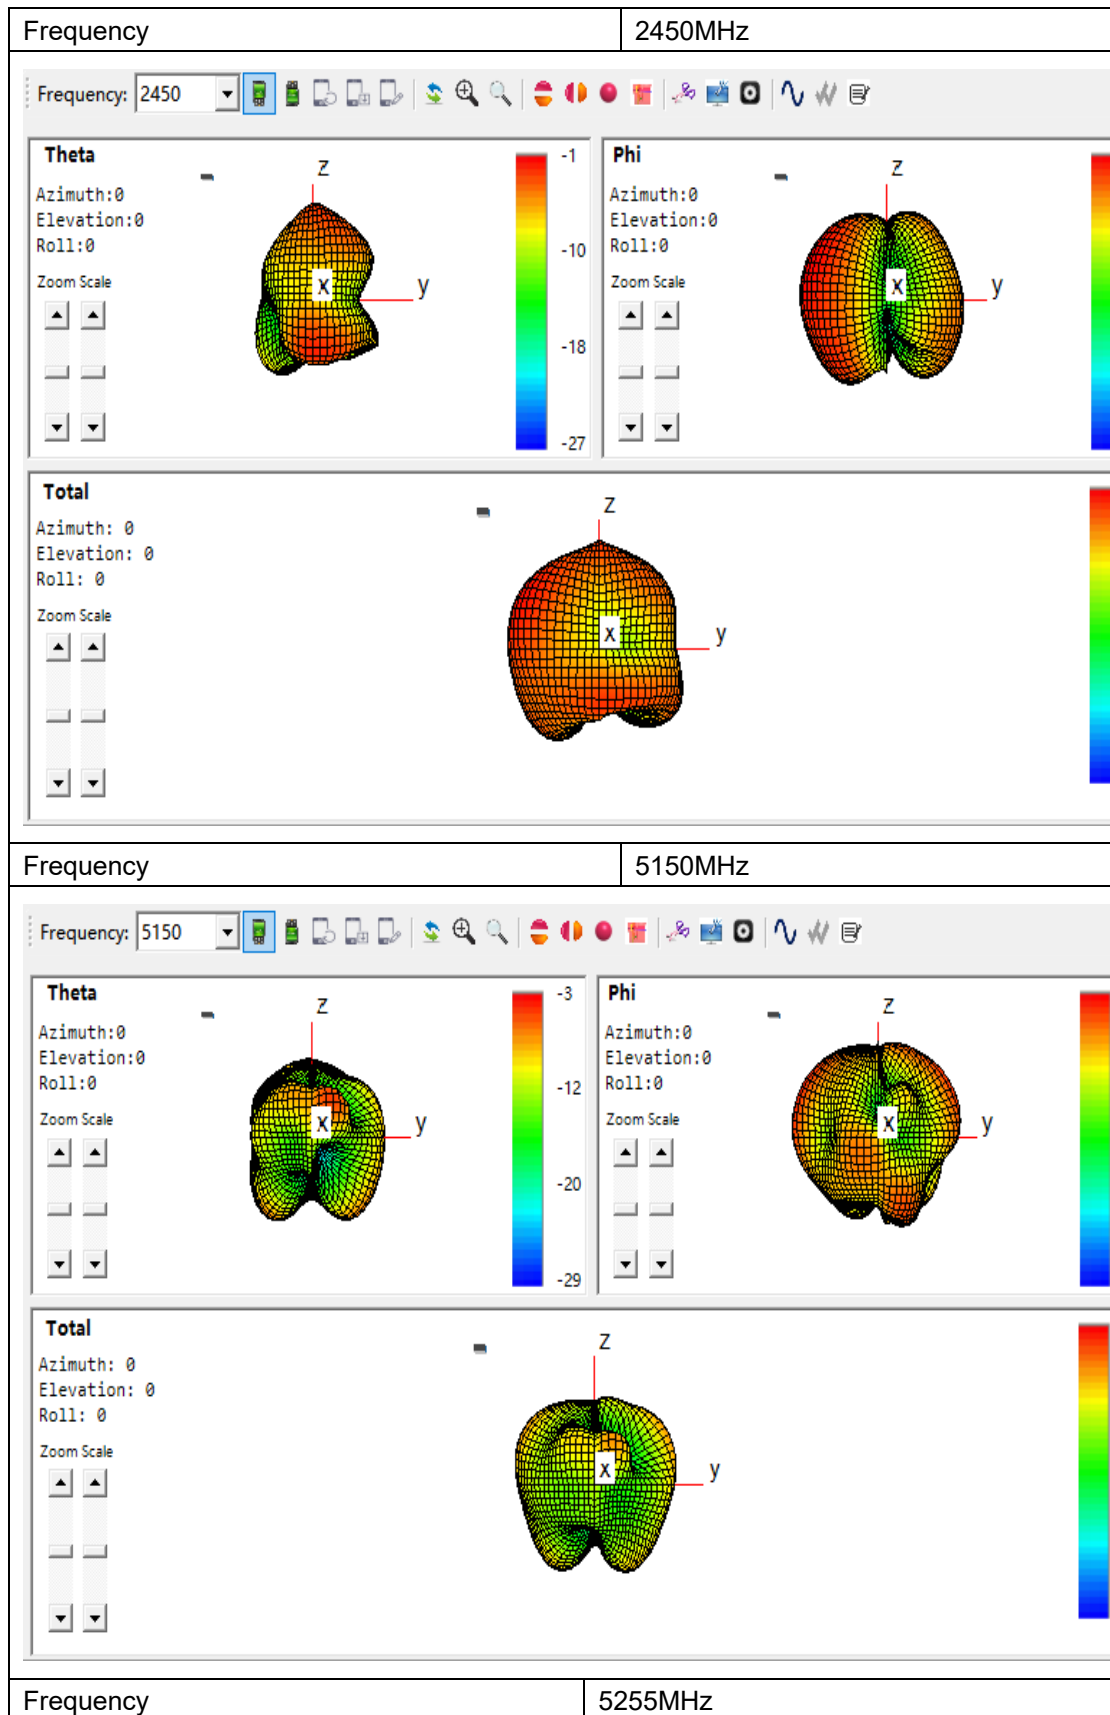 Frequency 2450MHz
Frequency: 2450
Theta
Azimuth:0
Elevation:0
Roll:0
Zoom Scale
Z
X
y
-1
-10
-18
-27
Phi
Azimuth:0
Elevation:0
Roll:0
Zoom Scale
Z
X
y
Total
Azimuth: 0
Elevation: 0
Roll: 0
Zoom Scale
Z
X
y
Frequency 5150MHz
Frequency: 5150
Theta
Azimuth:0
Elevation:0
Roll:0
Zoom Scale
Z
X
y
-3
-12
-20
-29
Phi
Azimuth:0
Elevation:0
Roll:0
Zoom Scale
Z
X
y
Total
Azimuth: 0
Elevation: 0
Roll: 0
Zoom Scale
Z
X
y
Frequency 5255MHz